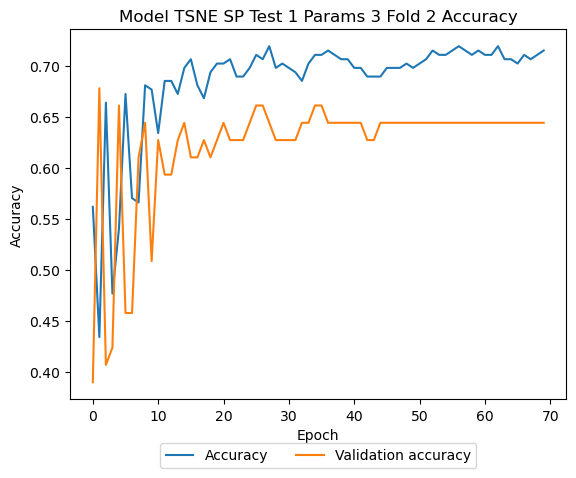 Model TSNE SP Test 1 Params 3 Fold 2 Accuracy
0.70
0.65
0.60
0.55
0.50
0.45
0.40
Accuracy
0 10 20 30 40 50 60 70
Epoch
Accuracy Validation accuracy